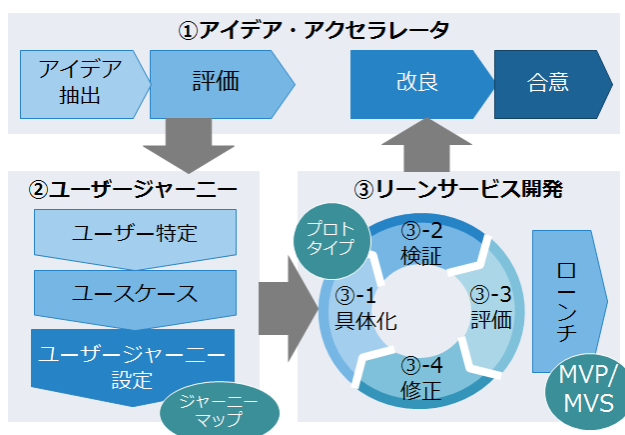 ①アイデア・アクセラレータ
アイデア
抽出
評価
改良
合意
②ユーザージャーニー
ユーザー特定
ユースケース
ユーザージャーニー
設定
ジャーニー
マップ
③リーンサービス開発
プロト
タイプ
③-1
具体化
③-2
検証
③-3
評価
③-4
修正
ローンチ
MVP/
MVS